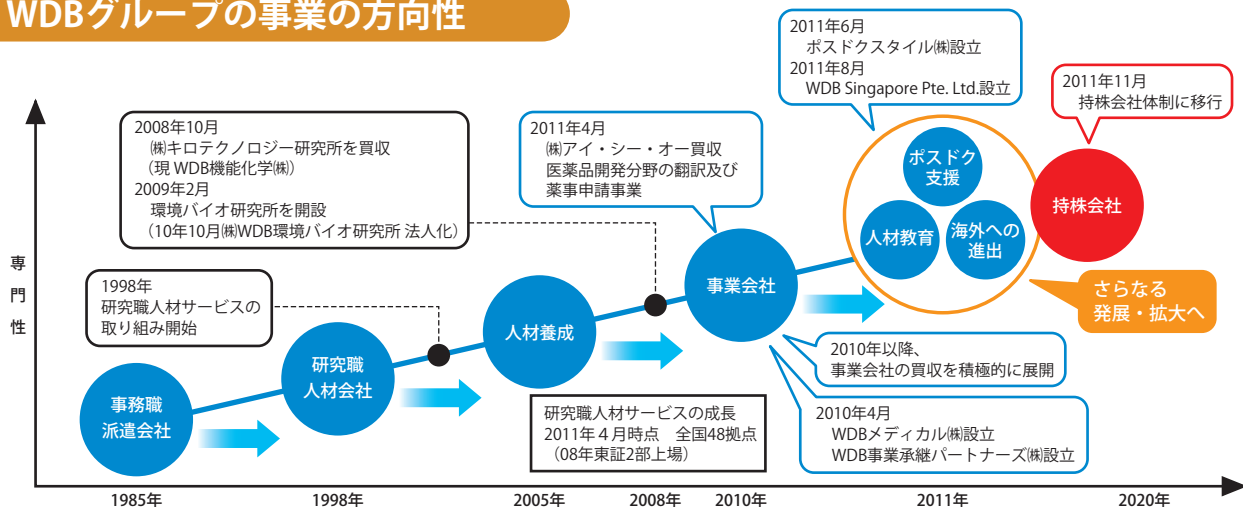 WDBグループの事業の方向性
2011年6月
ポスドクスタイル㈱設立
2011年8月
WDB Singapore Pte. Ltd.設立
2011年11月
持株会社体制に移行
2008年10月
㈱キロテクノロジー研究所を買収
（現 WDB機能化学㈱）
2009年2月
環境バイオ研究所を開設
（10年10月㈱WDB環境バイオ研究所 法人化）
2011年4月
㈱アイ・シー・オー買収
医薬品開発分野の翻訳及び
薬事申請事業
ポスドク
支援
人材教育
海外への
進出
持株会社
専
門
性
1998年
研究職人材サービスの
取り組み開始
事業会社
さらなる
発展・拡大へ
人材養成
研究職
人材会社
事務職
派遣会社
2010年以降、
事業会社の買収を積極的に展開
研究職人材サービスの成長
2011年４月時点　全国48拠点
（08年東証2部上場）
2010年4月
WDBメディカル㈱設立
WDB事業承継パートナーズ㈱設立
1985年
1998年
2005年
2008年
2010年
2011年
2020年